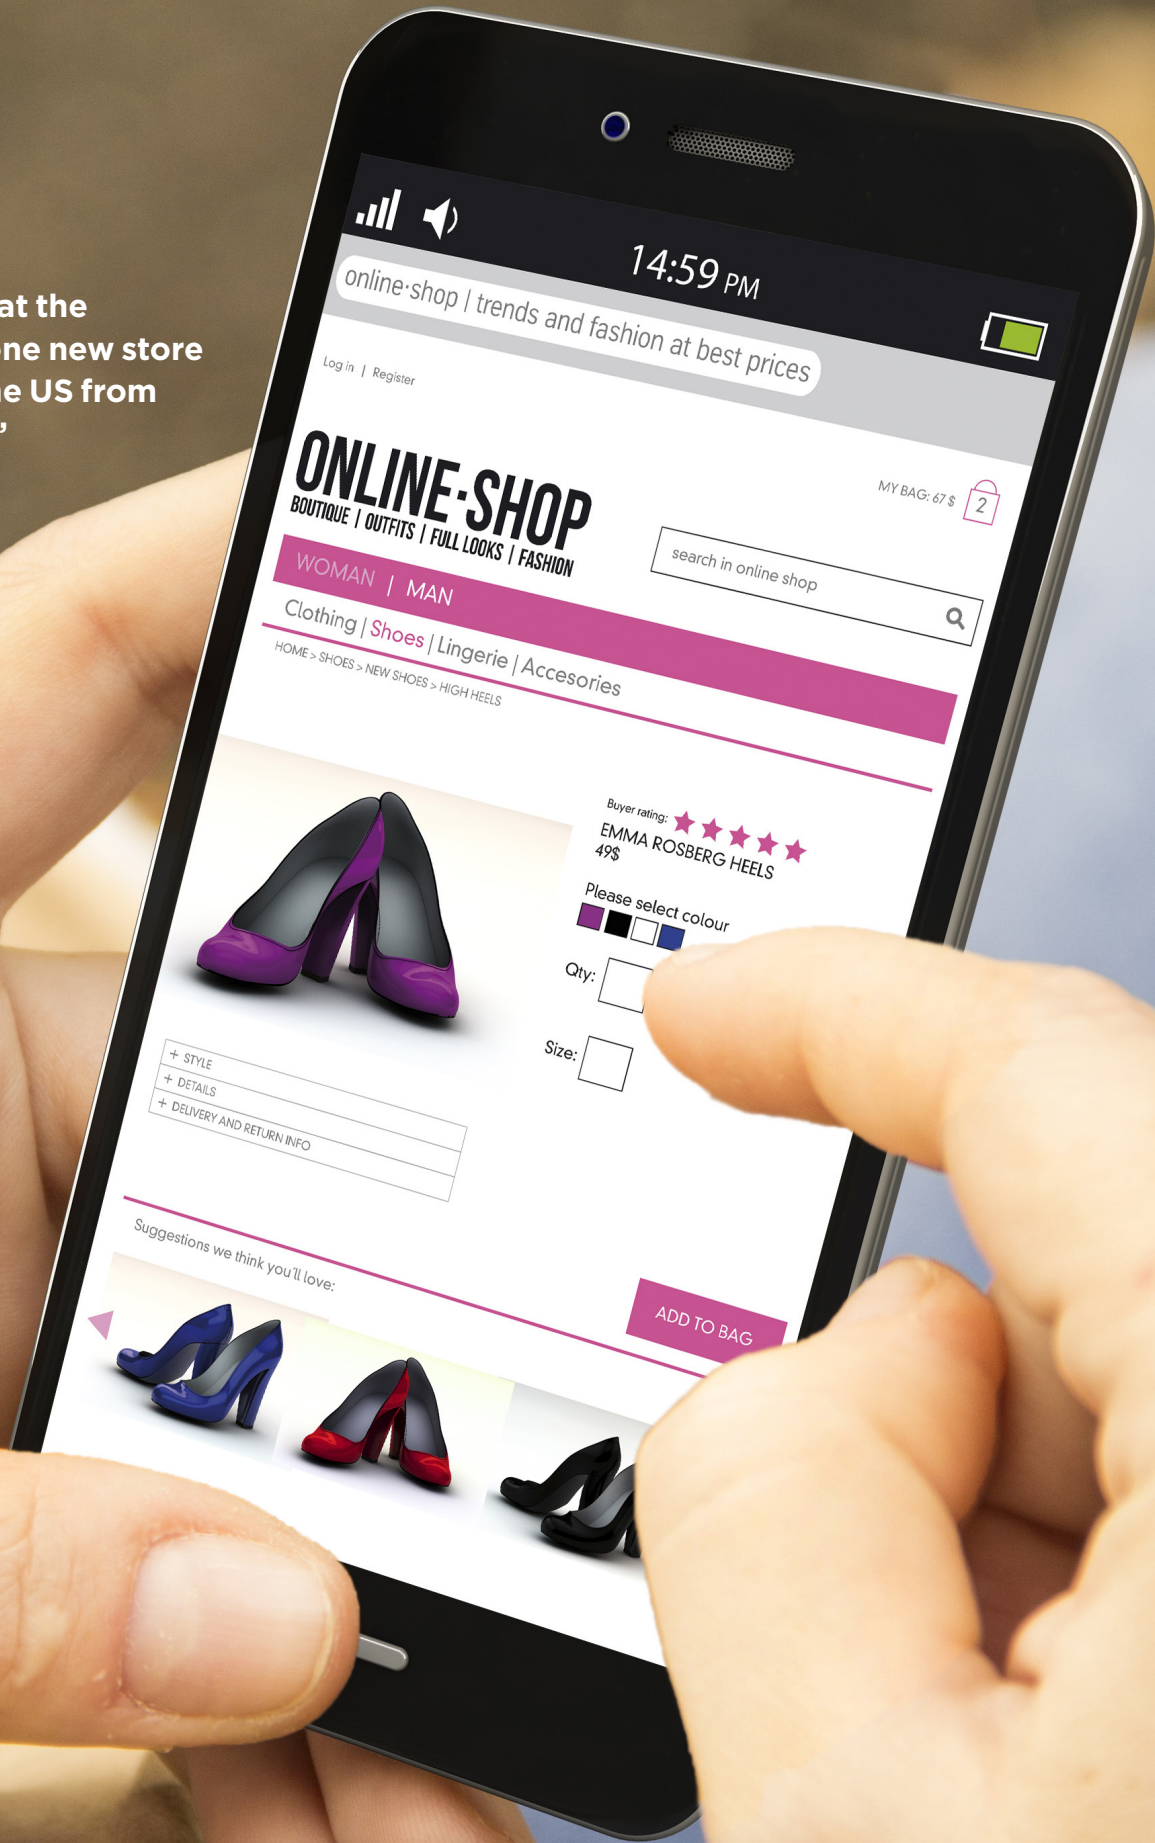 at the
one new store
he US from
”
14:59 PM
online·shop | trends and fashion at best prices
Log in | Register
MY BAG: 67 $ 2
ONLINE·SHOP
BOUTIQUE | OUTFITS | FULL LOOKS | FASHION
search in online shop
WOMAN | MAN
Clothing | Shoes | Lingerie | Accesories
HOME > SHOES > NEW SHOES > HIGH HEELS
Buyer rating:
EMMA ROSBERG HEELS
49$
Please select colour
Qty:
Size:
+ STYLE
+ DETAILS
+ DELIVERY AND RETURN INFO
Suggestions we think you'll love:
ADD TO BAG